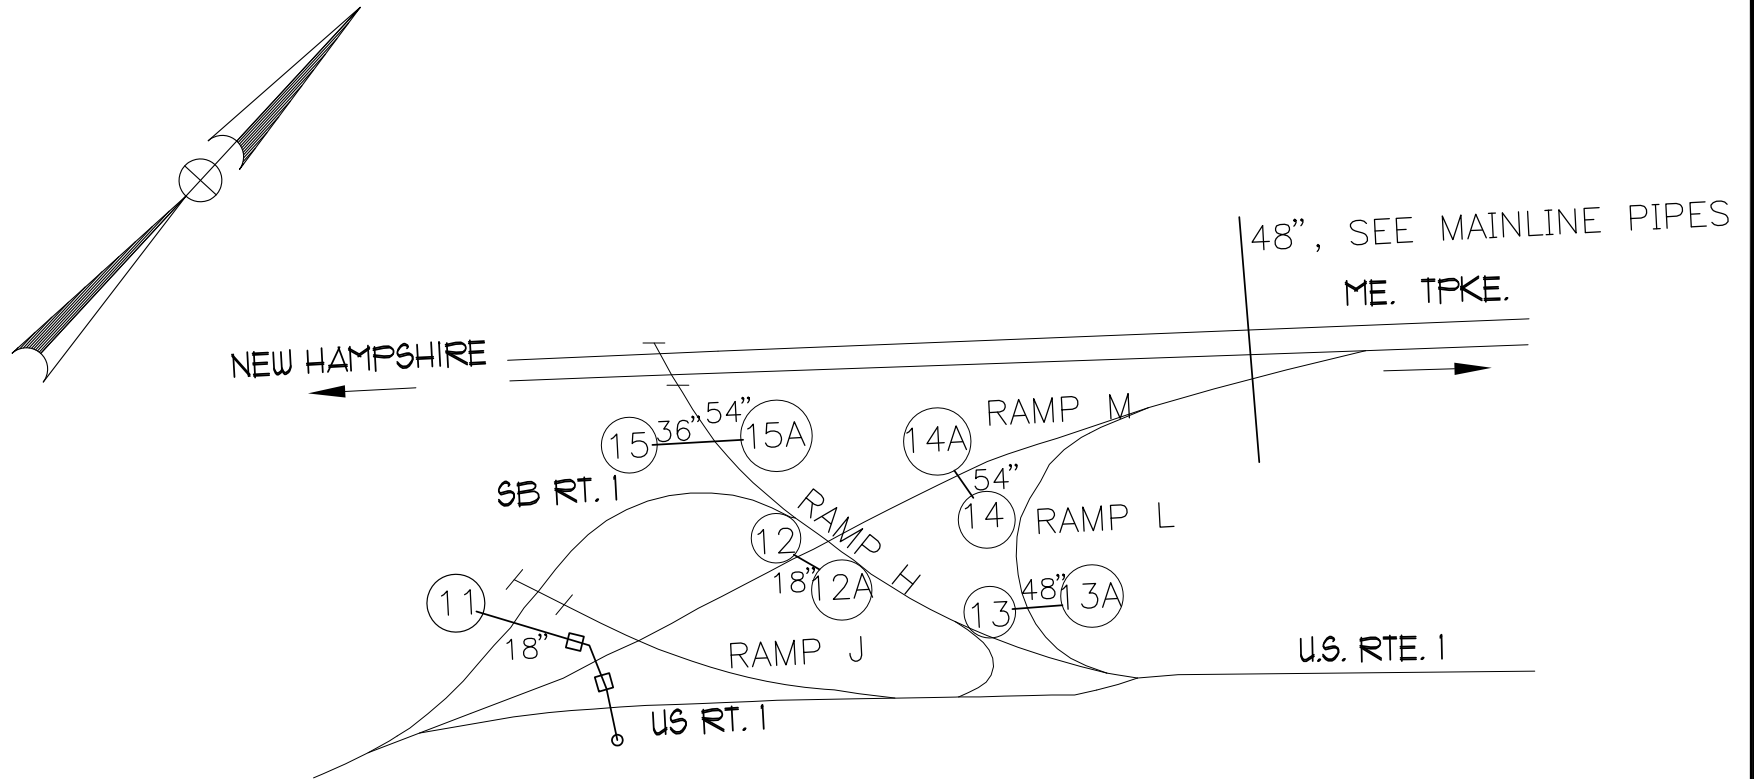 48”, SEE MAINLINE PIPES
ME. TPKE.
NEW HAMPSHIRE
54”
36”
15
15A
RAMP M
14A
54”
14
SB RT. 1
RAMP H
RAMP L
12
18”
12A
11
18”
13
48”
13A
RAMP J
U.S. RTE. 1
US RT. 1